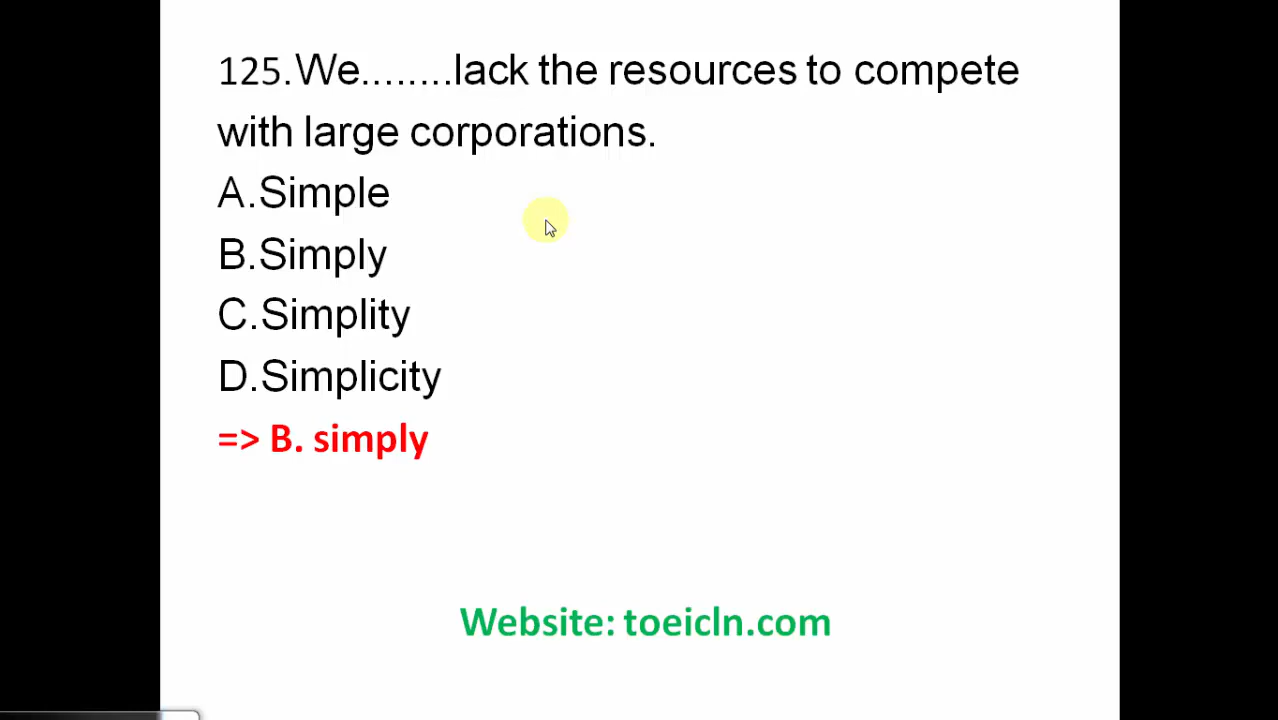 125.We........lack the resources to compete
with large corporations.
A.Simple
B.Simply
C.Simplity
D.Simplicity
=> B. simply
Website: toeicln.com